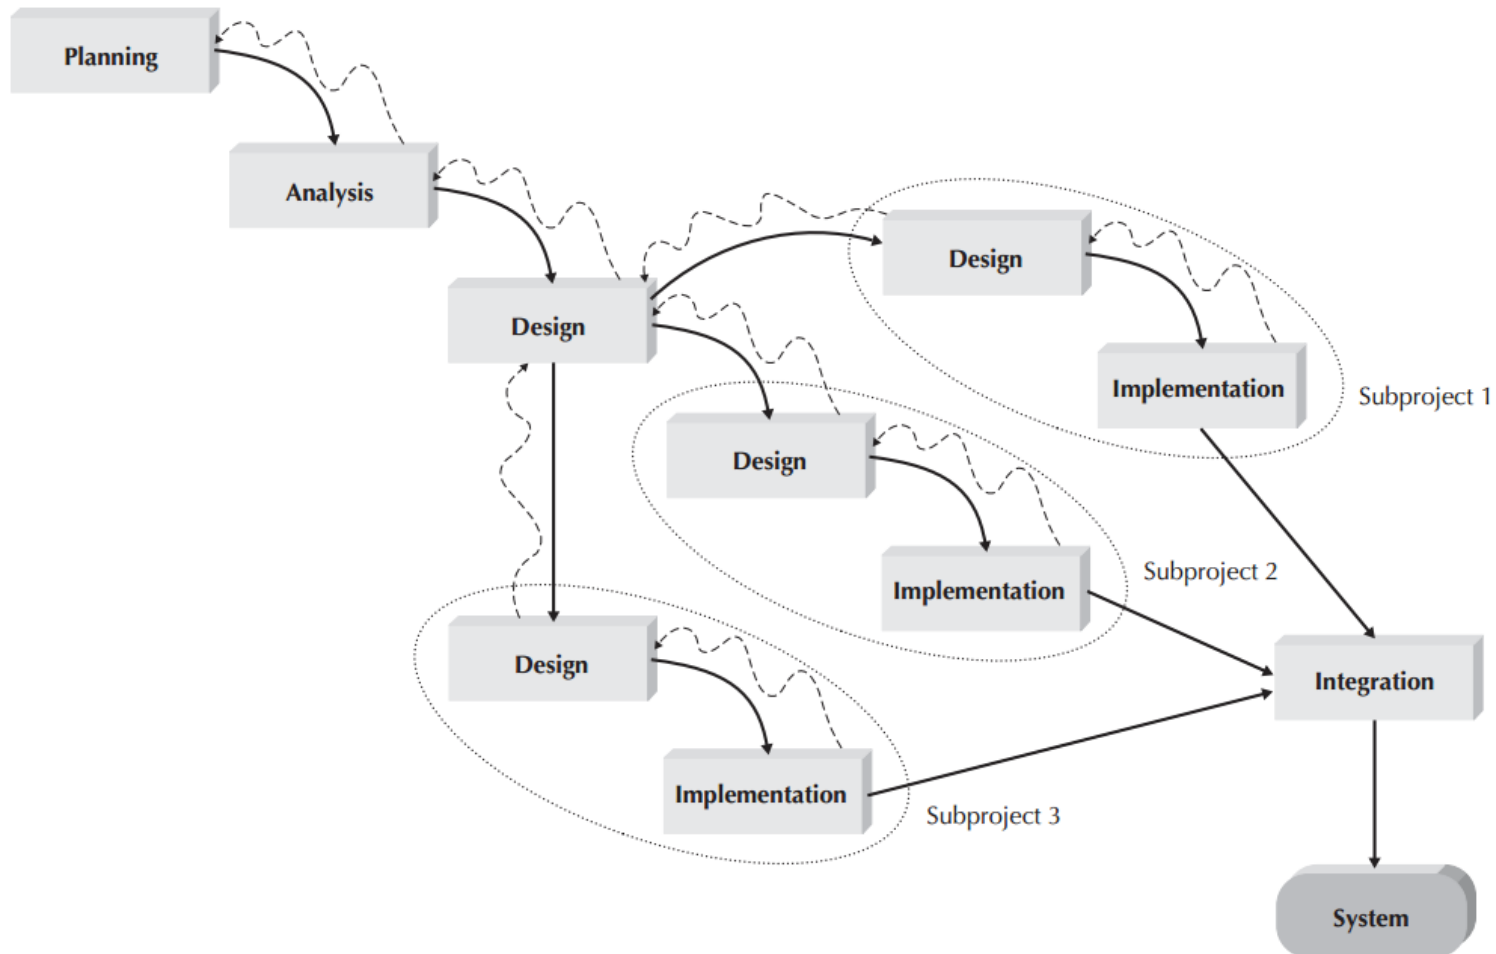 Planning
Analysis
Design
Design
Implementation
Subproject 1
Design
Implementation
Subproject 2
Design
Implementation
Subproject 3
Integration
System